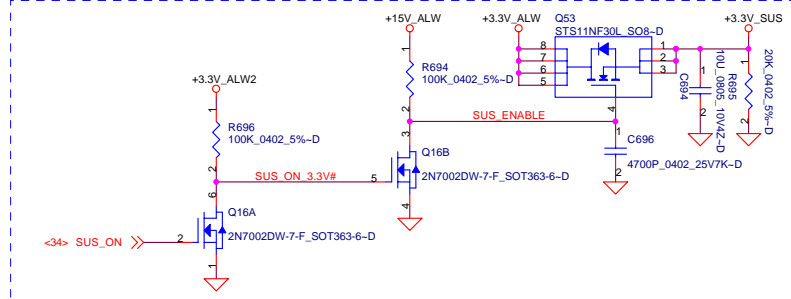 +15V_ALW
+3.3V_ALW
Q53
STS11NF30L_SO8~D
+3.3V_SUS
8
7
6
5
1
2
3
4
1
R694
100K_0402_5%~D
2
1
C694
10U_0805_10V4Z~D
2
1
R695
20K_0402_5%~D
2
+3.3V_ALW2
1
R696
100K_0402_5%~D
2
SUS_ENABLE
1
C696
4700P_0402_25V7K~D
2
3
Q16B
2N7002DW-7-F_SOT363-6~D
5
4
SUS_ON_3.3V#
6
Q16A
2N7002DW-7-F_SOT363-6~D
2
1
<34> SUS_ON